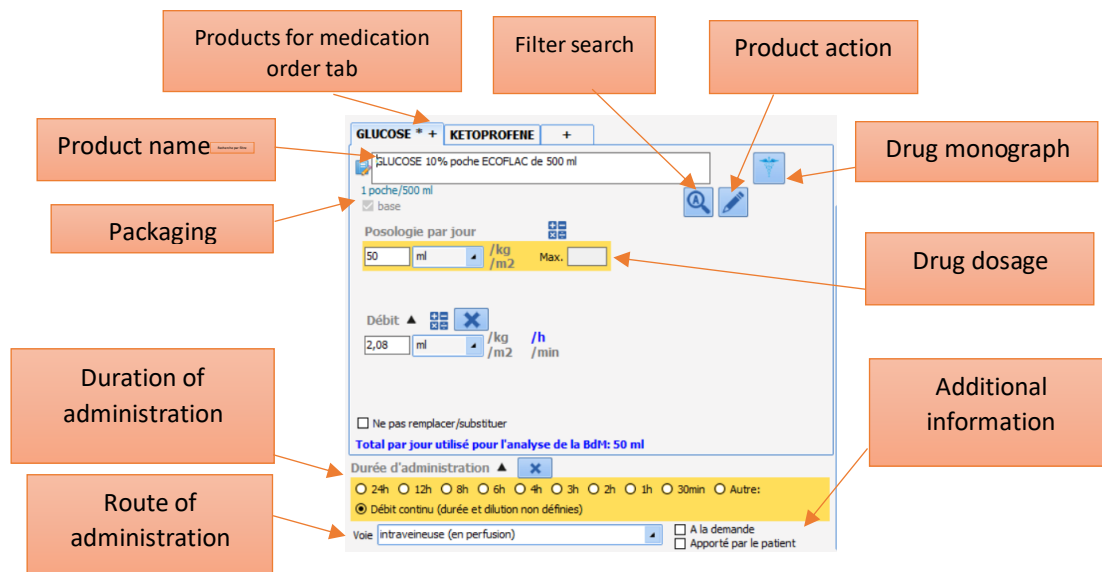 Products for medication
order tab
Filter search
Product action
Product name
Drug monograph
Packaging
Drug dosage
Duration of
administration
Additional
information
Route of
administration
GLUCOSE * + KETOPROFENE +
GLUCOSE 10% poche ECOFLAC de 500 ml
1 poche/500 ml
base
A
Posologie par jour
50 ml /kg
/m2 Max.
Débit
2,08 ml /kg /h
/m2 /min
Ne pas remplacer/substituer
Total par jour utilisé pour l'analyse de la BdM: 50 ml
Durée d'administration
24h 12h 8h 6h 4h 3h 2h 1h 30min Autre:
Débit continu (durée et dilution non définies)
Voie intraveineuse (en perfusion)
A la demande
Apporté par le patient